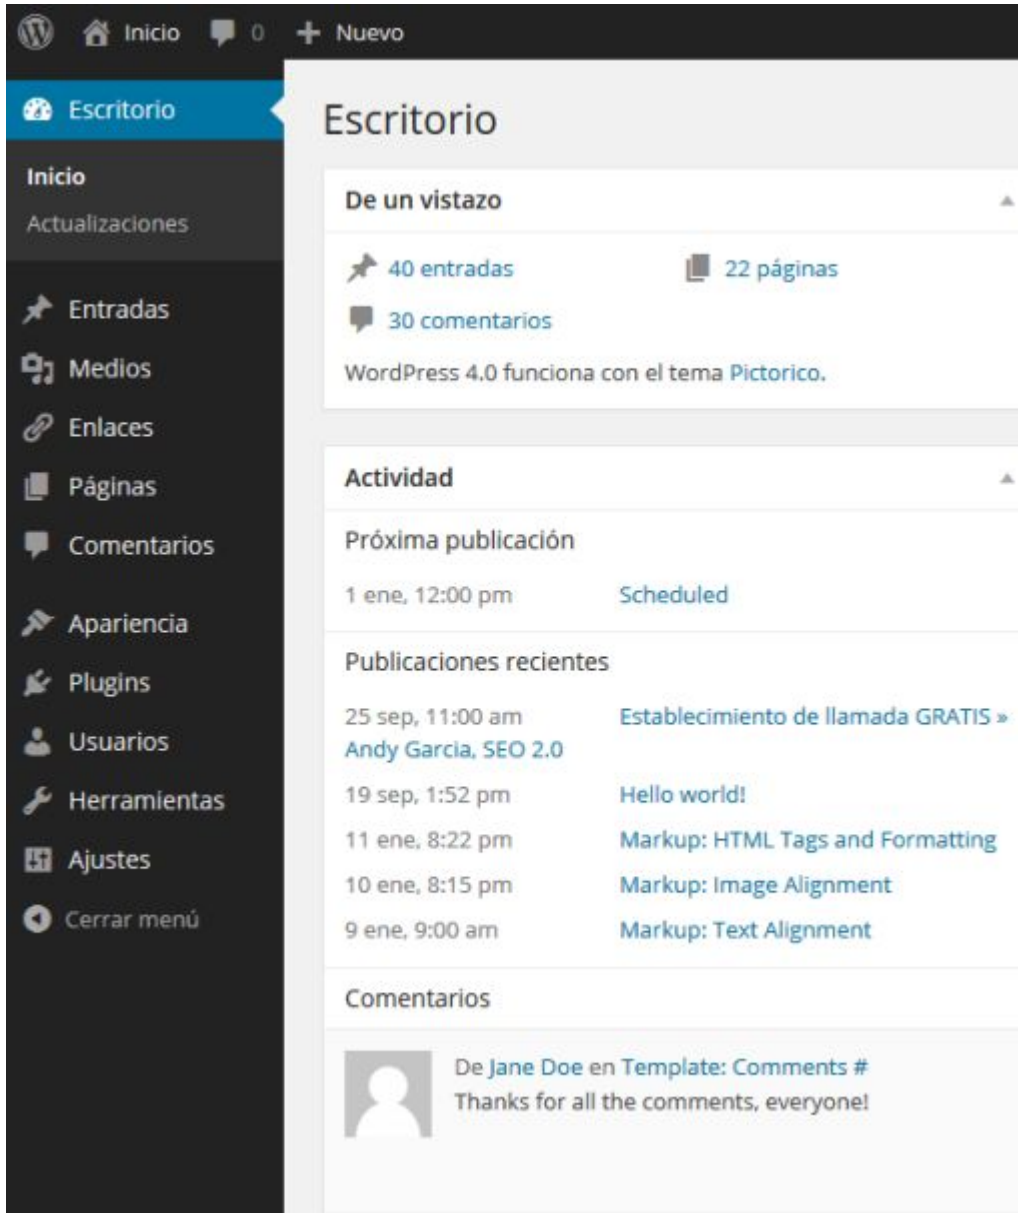 Inicio 0 Nuevo
Escritorio
Inicio
Actualizaciones
Entradas
Medios
Enlaces
Páginas
Comentarios
Apariencia
Plugins
Usuarios
Herramientas
Ajustes
Cerrar menú
Escritorio
De un vistazo
40 entradas 22 páginas
30 comentarios
WordPress 4.0 funciona con el tema Pictorico.
Actividad
Próxima publicación
1 ene, 12:00 pm Scheduled
Publicaciones recientes
25 sep, 11:00 am Establecimiento de llamada GRATIS »
Andy Garcia, SEO 2.0
19 sep, 1:52 pm Hello world!
11 ene, 8:22 pm Markup: HTML Tags and Formatting
10 ene, 8:15 pm Markup: Image Alignment
9 ene, 9:00 am Markup: Text Alignment
Comentarios
De Jane Doe en Template: Comments #
Thanks for all the comments, everyone!